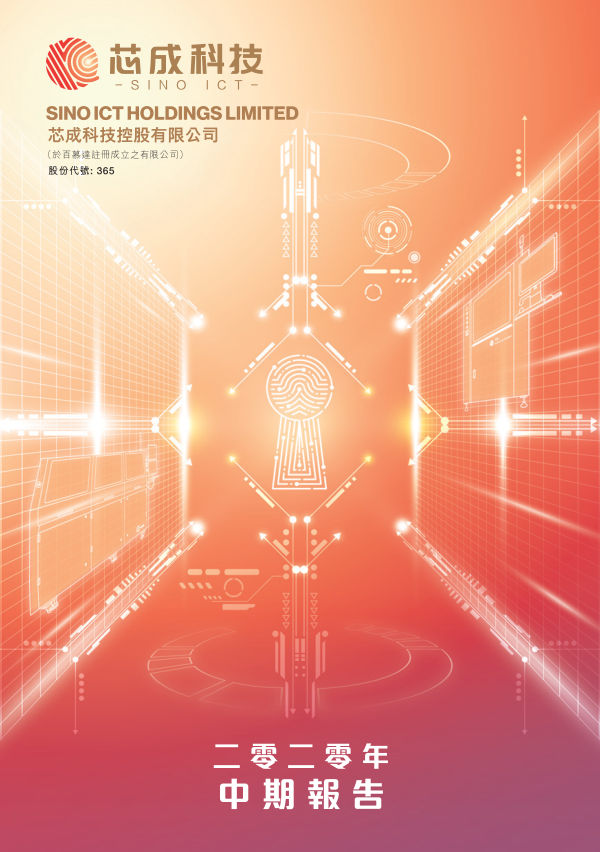 芯成科技
-SINO ICT-
SINO ICT HOLDINGS LIMITED
芯成科技控股有限公司
（於百慕達註冊成立之有限公司）
股份代號: 365
二零二零年
中期報告